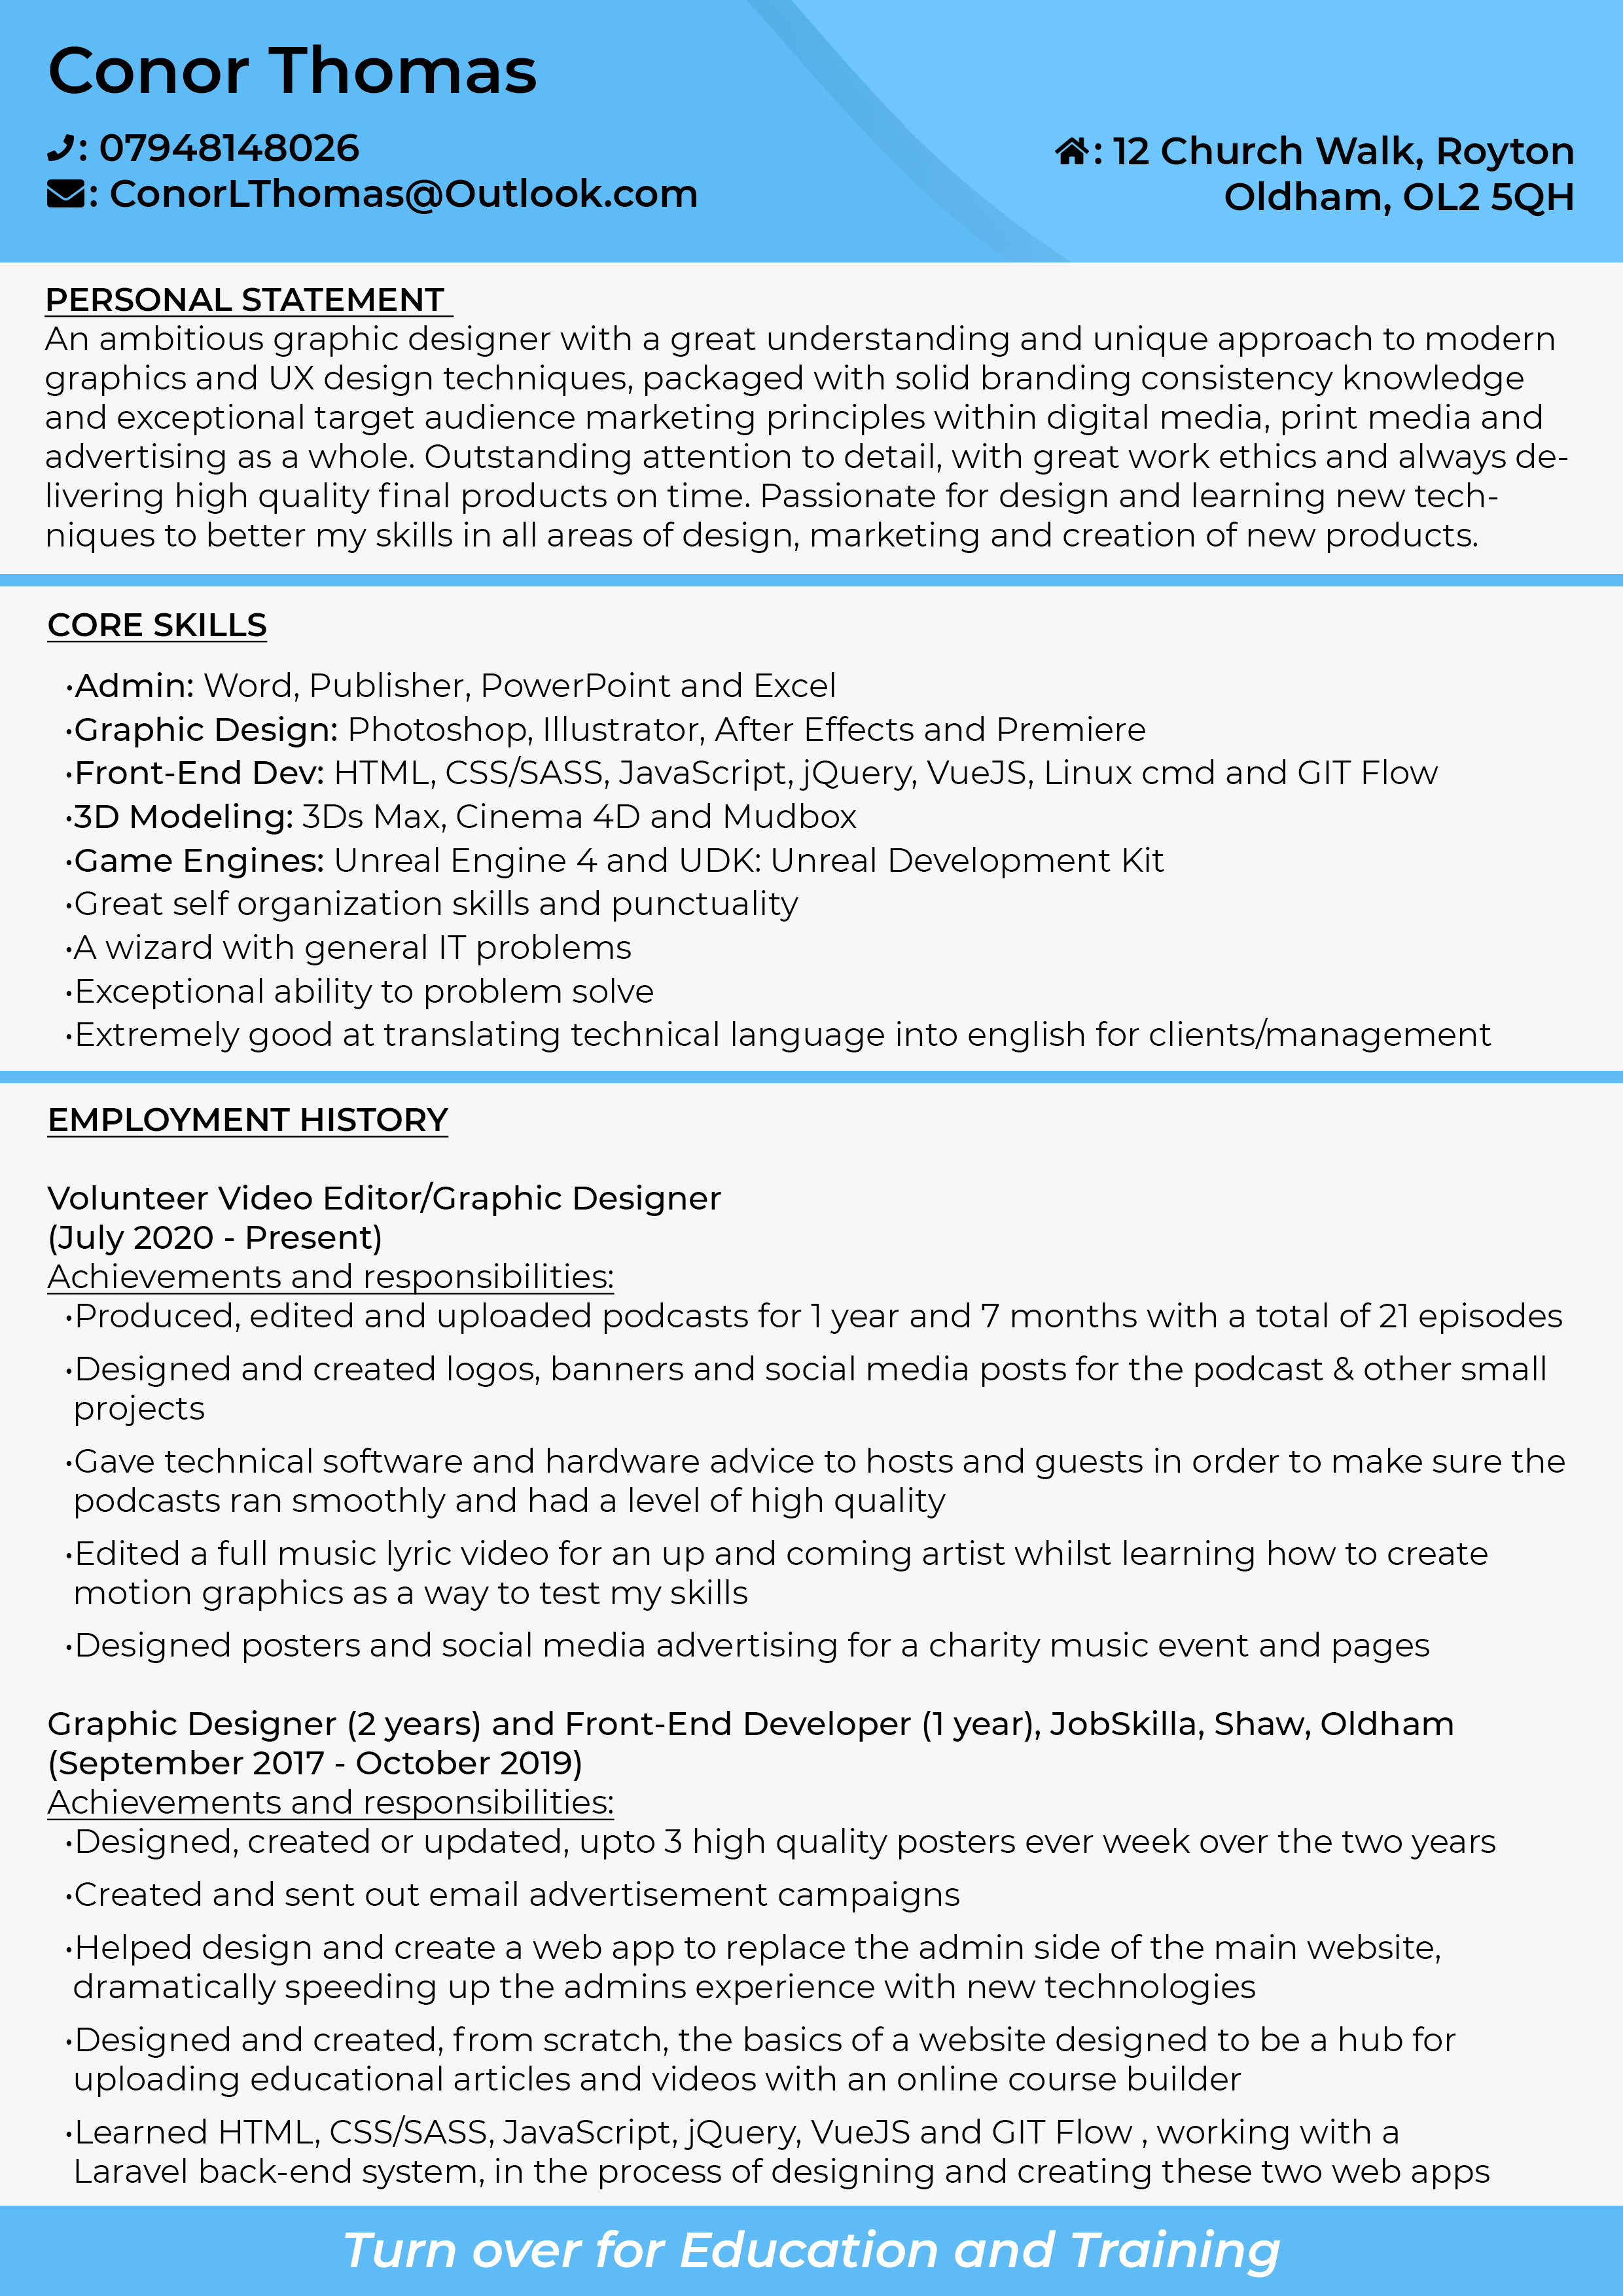 Conor Thomas
: 07948148026
: ConorLThomas@Outlook.com
: 12 Church Walk, Royton
Oldham, OL2 5QH
PERSONAL STATEMENT
An ambitious graphic designer with a great understanding and unique approach to modern
graphics and UX design techniques, packaged with solid branding consistency knowledge
and exceptional target audience marketing principles within digital media, print media and
advertising as a whole. Outstanding attention to detail, with great work ethics and always de-
livering high quality final products on time. Passionate for design and learning new tech-
niques to better my skills in all areas of design, marketing and creation of new products.
CORE SKILLS
•Admin: Word, Publisher, PowerPoint and Excel
•Graphic Design: Photoshop, Illustrator, After Effects and Premiere
•Front-End Dev: HTML, CSS/SASS, JavaScript, jQuery, VueJS, Linux cmd and GIT Flow
•3D Modeling: 3Ds Max, Cinema 4D and Mudbox
•Game Engines: Unreal Engine 4 and UDK: Unreal Development Kit
•Great self organization skills and punctuality
•A wizard with general IT problems
•Exceptional ability to problem solve
•Extremely good at translating technical language into english for clients/management
EMPLOYMENT HISTORY
Volunteer Video Editor/Graphic Designer
(July 2020 - Present)
Achievements and responsibilities:
•Produced, edited and uploaded podcasts for 1 year and 7 months with a total of 21 episodes
•Designed and created logos, banners and social media posts for the podcast & other small
projects
•Gave technical software and hardware advice to hosts and guests in order to make sure the
podcasts ran smoothly and had a level of high quality
•Edited a full music lyric video for an up and coming artist whilst learning how to create
motion graphics as a way to test my skills
•Designed posters and social media advertising for a charity music event and pages
Graphic Designer (2 years) and Front-End Developer (1 year), JobSkilla, Shaw, Oldham
(September 2017 - October 2019)
Achievements and responsibilities:
•Designed, created or updated, upto 3 high quality posters ever week over the two years
•Created and sent out email advertisement campaigns
•Helped design and create a web app to replace the admin side of the main website,
dramatically speeding up the admins experience with new technologies
•Designed and created, from scratch, the basics of a website designed to be a hub for
uploading educational articles and videos with an online course builder
•Learned HTML, CSS/SASS, JavaScript, jQuery, VueJS and GIT Flow , working with a
Laravel back-end system, in the process of designing and creating these two web apps
Turn over for Education and Training